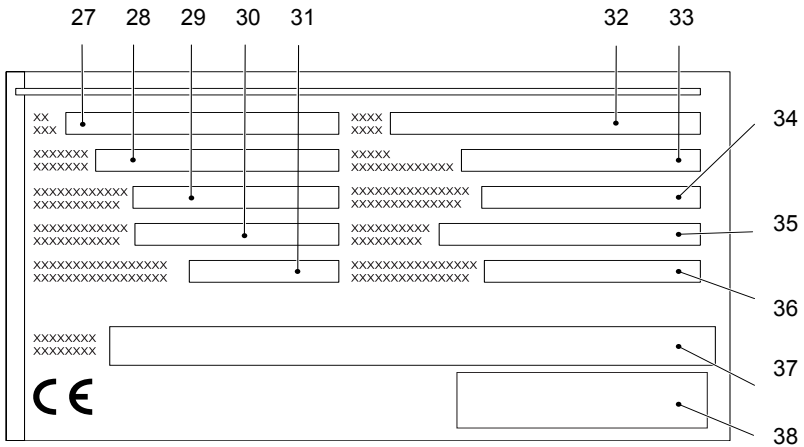 27 28 29 30 31 32 33
XX XXXX
XXX XXXX
34
XXXXXXX XXXXX
XXXXXXX XXXXXXXXXXXXX
XXXXXXXXXXXX XXXXXXXXXXXXXXX
XXXXXXXXXXX XXXXXXXXXXXXXX
35
XXXXXXXXXXXX XXXXXXXXXX
XXXXXXXXXXX XXXXXXXXX
XXXXXXXXXXXXXXXXX XXXXXXXXXXXXXXXX
XXXXXXXXXXXXXXXXX XXXXXXXXXXXXXXX
36
XXXXXXXX
XXXXXXXX
37
CE
38